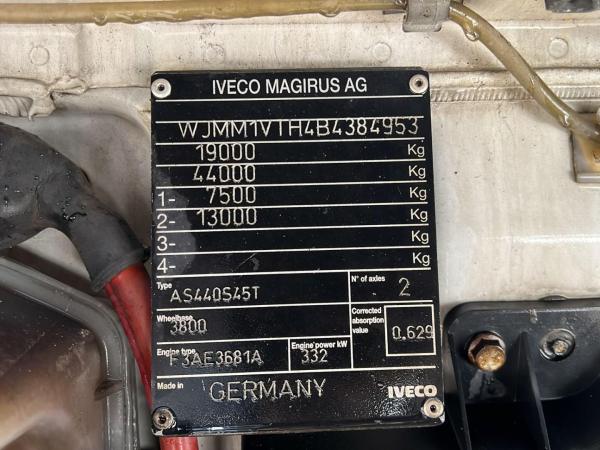 IVECO MAGIRUS AG
WJMM1VTH4B4384953
19000 Kg
44000 Kg
1- 7500 Kg
2- 13000 Kg
3- Kg
4- Kg
Type AS440S45T N° of axles 2
Wheelbase 3800 Corrected absorption value 0.629
Engine type F3AE3681A Engine power kW 332
Made in GERMANY IVECO